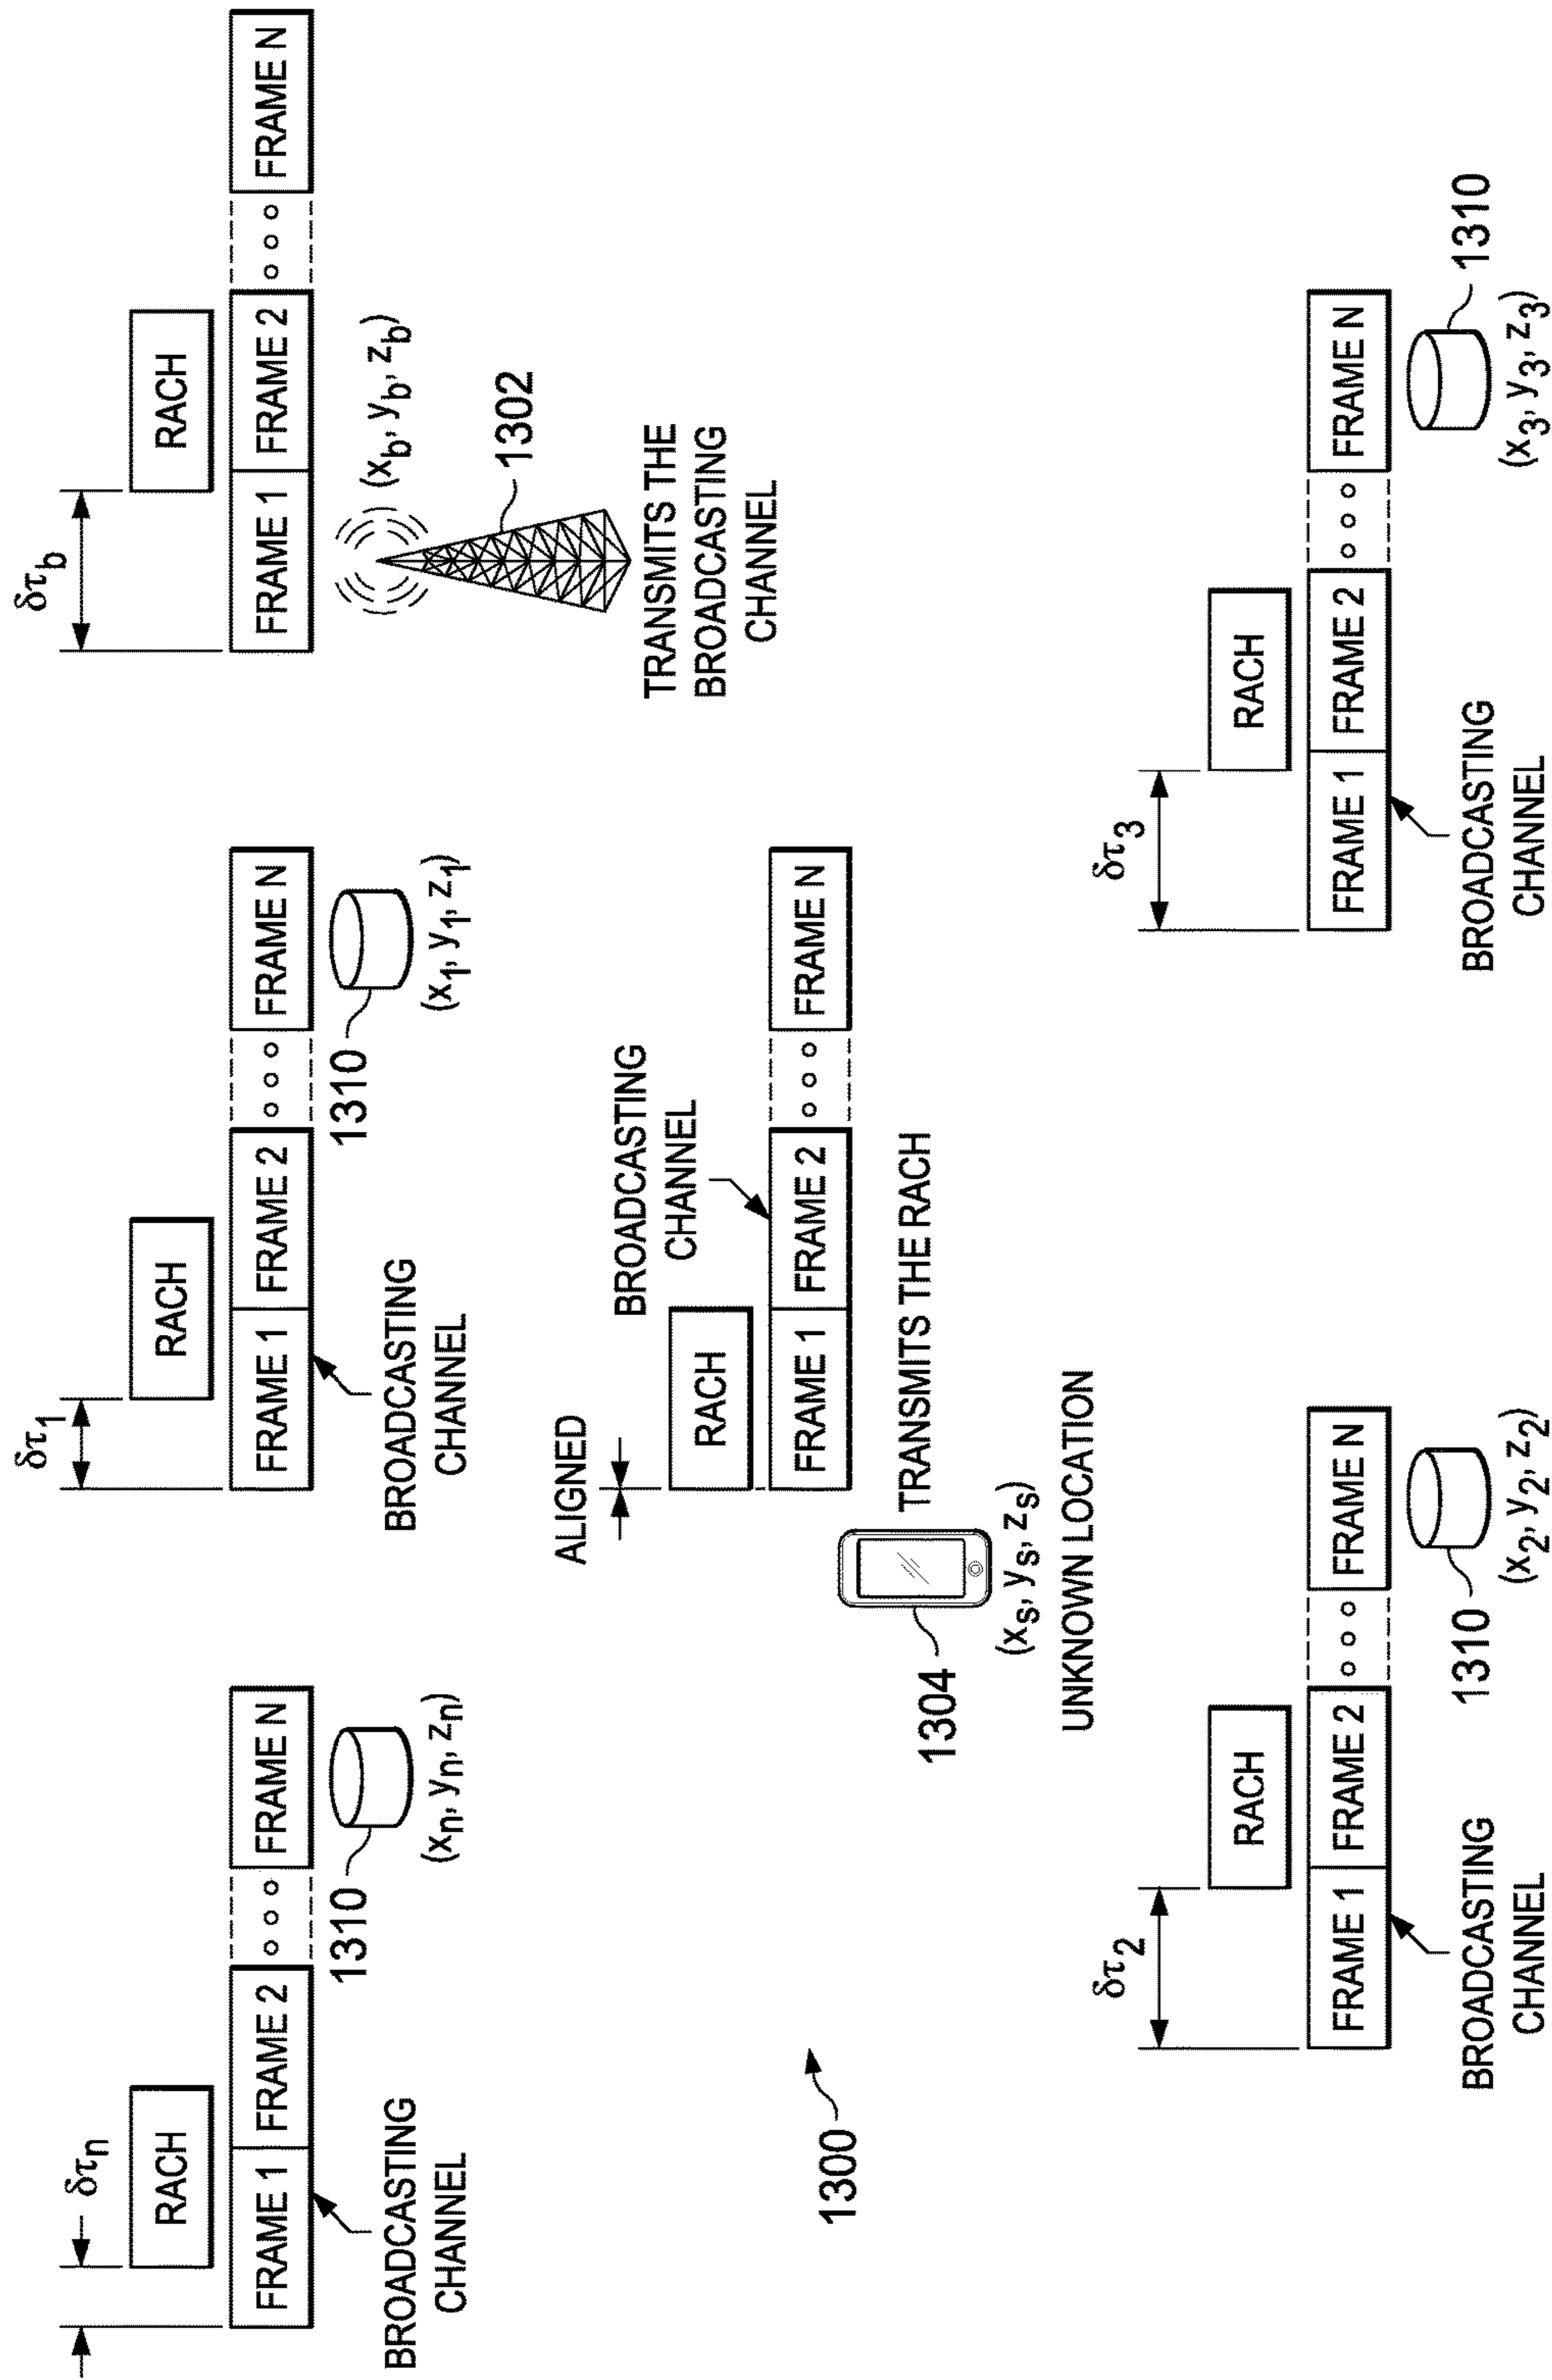 δτₙ
RACH
FRAME 1 FRAME 2 ∘ ∘ ∘ FRAME N
BROADCASTING
CHANNEL
1310
(xₙ, yₙ, zₙ)
δτ₁
RACH
FRAME 1 FRAME 2 ∘ ∘ ∘ FRAME N
BROADCASTING
CHANNEL
1310
(x₁, y₁, z₁)
δτ_b
RACH
FRAME 1 FRAME 2 ∘ ∘ ∘ FRAME N
(x_b, y_b, z_b)
1302
TRANSMITS THE
BROADCASTING
CHANNEL
ALIGNED
BROADCASTING
CHANNEL
RACH
FRAME 1 FRAME 2 ∘ ∘ ∘ FRAME N
TRANSMITS THE RACH
1304
(xₛ, yₛ, zₛ)
UNKNOWN LOCATION
1300
δτ₂
RACH
FRAME 1 FRAME 2 ∘ ∘ ∘ FRAME N
BROADCASTING
CHANNEL
1310
(x₂, y₂, z₂)
δτ₃
RACH
FRAME 1 FRAME 2 ∘ ∘ ∘ FRAME N
BROADCASTING
CHANNEL
1310
(x₃, y₃, z₃)